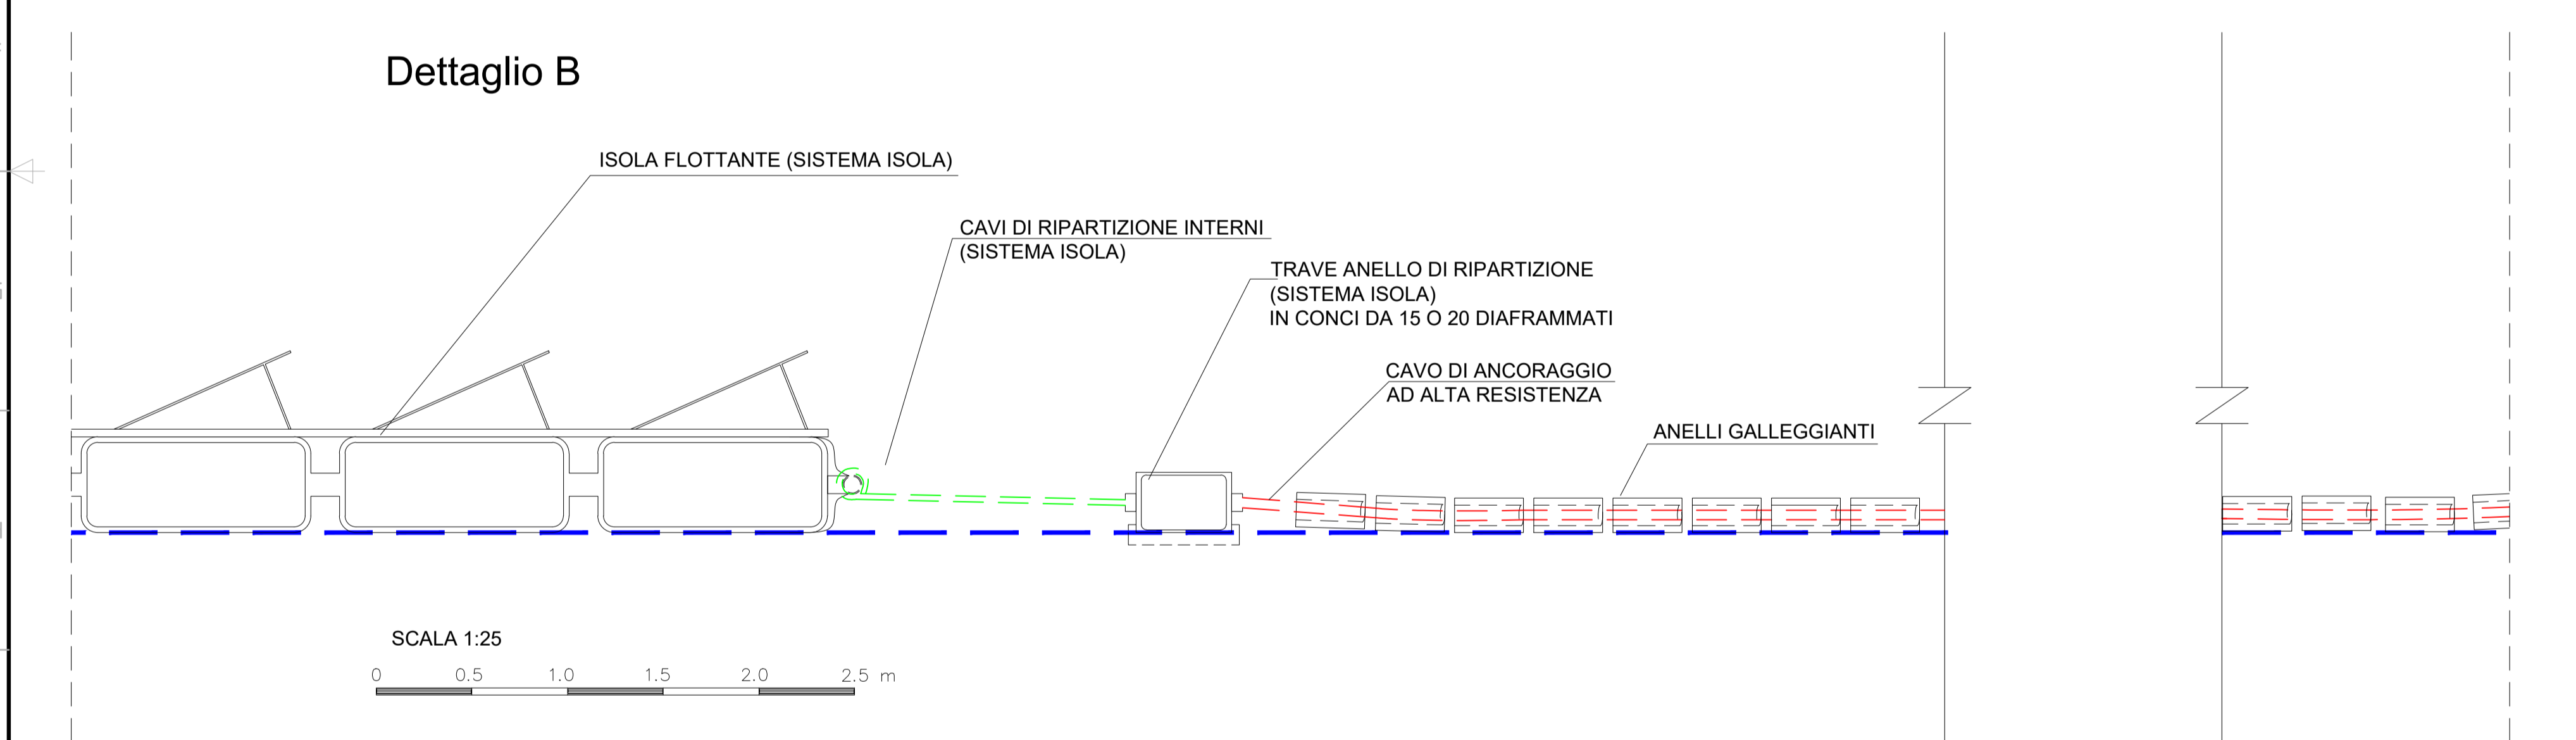 Dettaglio B
ISOLA FLOTTANTE (SISTEMA ISOLA)
CAVI DI RIPARTIZIONE INTERNI
(SISTEMA ISOLA)
TRAVE ANELLO DI RIPARTIZIONE
(SISTEMA ISOLA)
IN CONCI DA 15 O 20 DIAFRAMMATI
CAVO DI ANCORAGGIO
AD ALTA RESISTENZA
ANELLI GALLEGGIANTI
SCALA 1:25
0 0.5 1.0 1.5 2.0 2.5 m